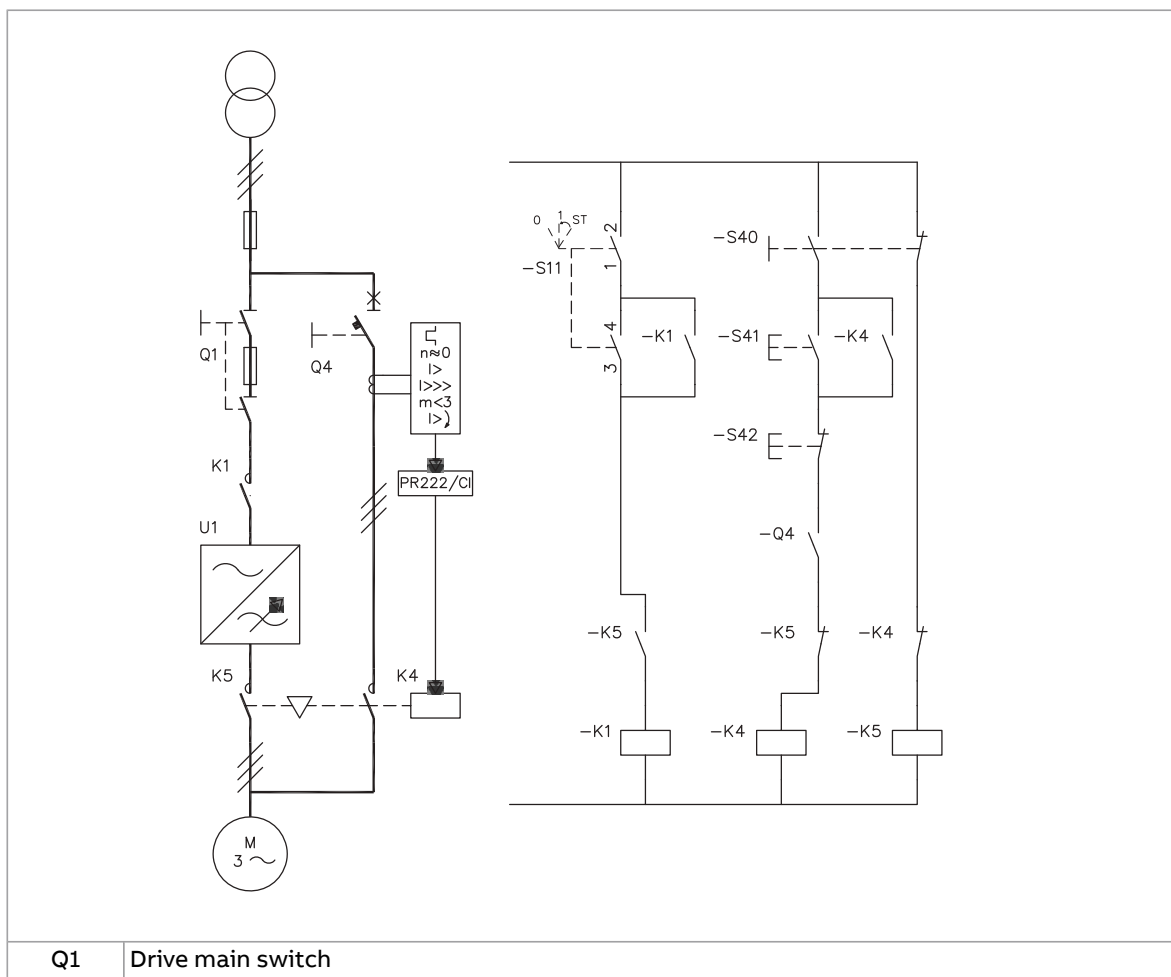 Q1
Q4
n≈0
I>
I>>>
m<3
I>
PR222/CI
K1
U1
K5
K4
M
3
0
1
ST
-S11
2
1
4
3
-K1
-K5
-K1
-S40
-S41
-K4
-S42
-Q4
-K5
-K4
-K4
-K5
Q1 Drive main switch